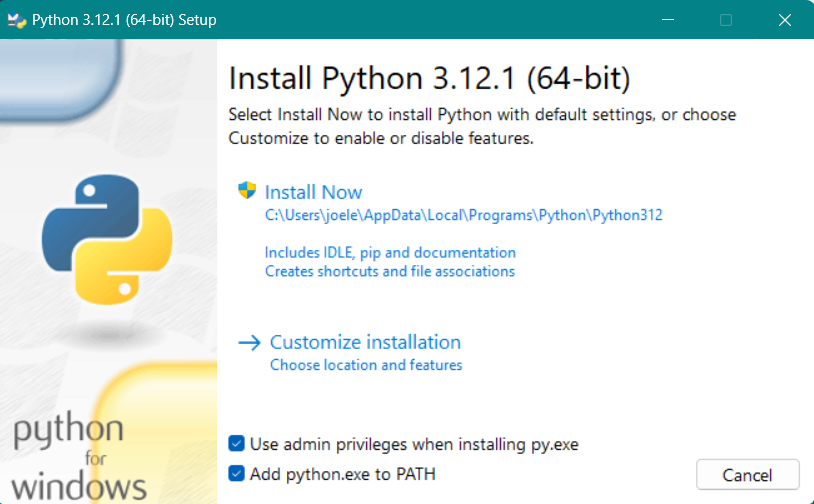 Python 3.12.1 (64-bit) Setup
Install Python 3.12.1 (64-bit)
Select Install Now to install Python with default settings, or choose
Customize to enable or disable features.
Install Now
C:\Users\joele\AppData\Local\Programs\Python\Python312
Includes IDLE, pip and documentation
Creates shortcuts and file associations
Customize installation
Choose location and features
Use admin privileges when installing py.exe
Add python.exe to PATH
Cancel
python
for
windows